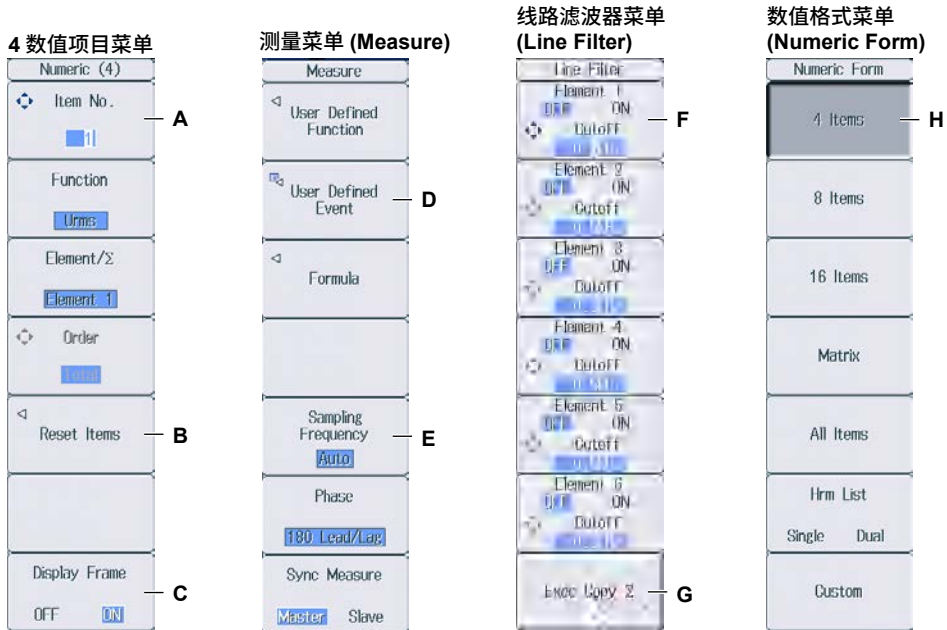 4 数值项目菜单
Numeric (4)
Item No.
1
A
Function
Urms
Element/Σ
Element 1
Order
Total
Reset Items
B
Display Frame
C
OFF ON
测量菜单 (Measure)
Measure
User Defined
Function
User Defined
Event
D
Formula
Sampling
Frequency
E
Auto
Phase
180 Lead/Lag
Sync Measure
Master Slave
线路滤波器菜单
(Line Filter)
Line Filter
Element 1
OFF ON
F
Cutoff
Element 2
OFF ON
Cutoff
Element 3
OFF ON
Cutoff
Element 4
OFF ON
Cutoff
Element 5
OFF ON
Cutoff
Element 6
OFF ON
Cutoff
Exec Copy Σ
G
数值格式菜单
(Numeric Form)
Numeric Form
4 Items
H
8 Items
16 Items
Matrix
All Items
Hrm List
Single Dual
Custom